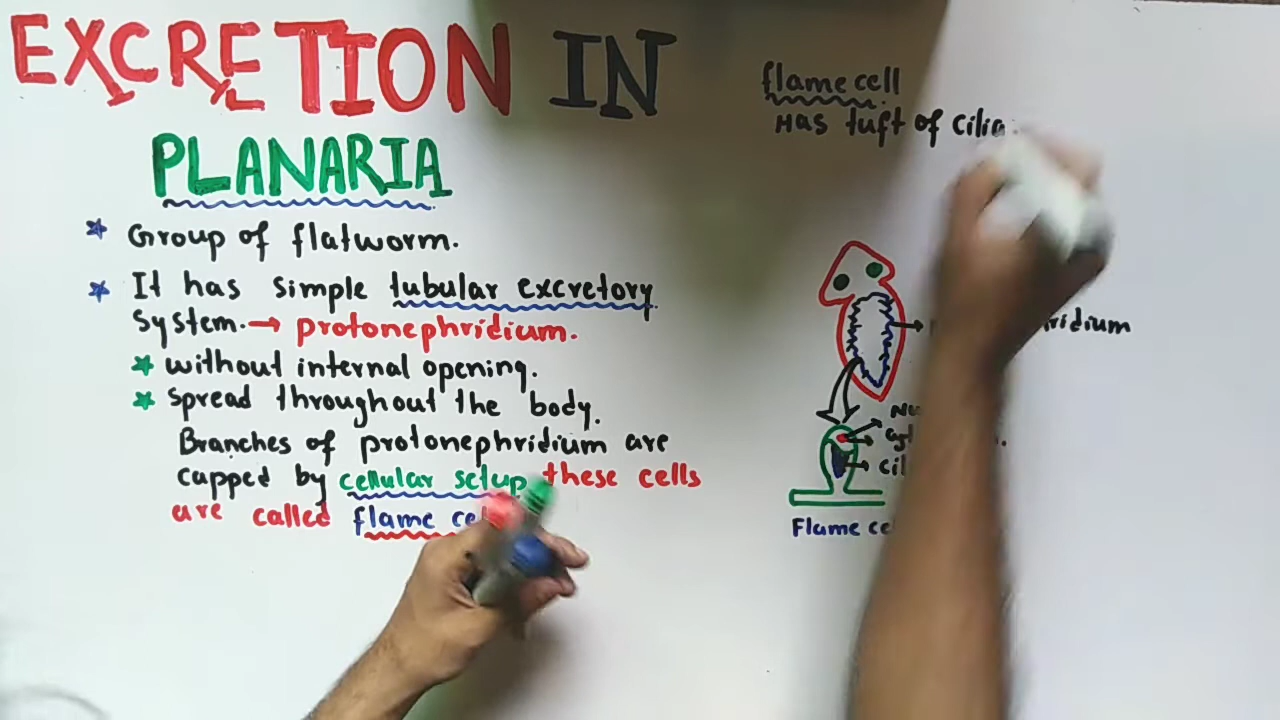 EXCRETION IN
PLANARIA
Group of flatworm.
It has simple tubular excretory
system. → protonephridium.
without internal opening.
Spread throughout the body.
Branches of protonephridium are
capped by cellular setup these cells
are called flame
flame cell
Has tuft of cilia
Flame